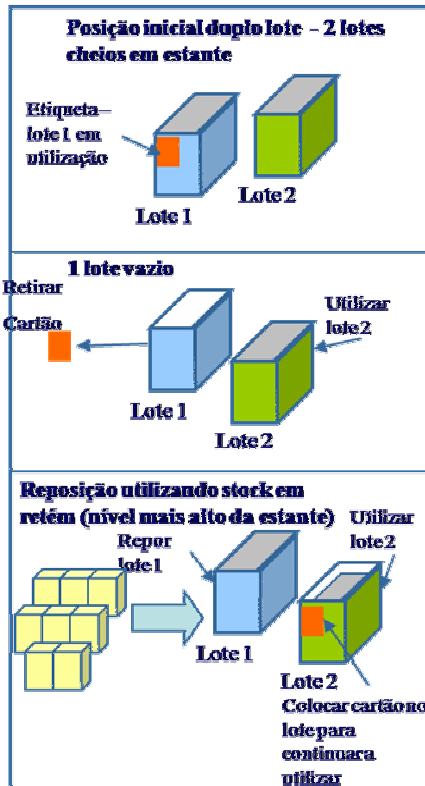 Posição inicial duplo lote – 2 lotes
cheios em estante
Etiqueta–
lote 1 em
utilização
Lote 1
Lote 2
1 lote vazio
Retirar
Cartão
Utilizar
lote 2
Lote 1
Lote 2
Reposição utilizando stock em
retém (nível mais alto da estante)
Repor
lote 1
Utilizar
lote 2
Lote 1
Lote 2
Colocar cartão no
lote para
continuar a
utilizar